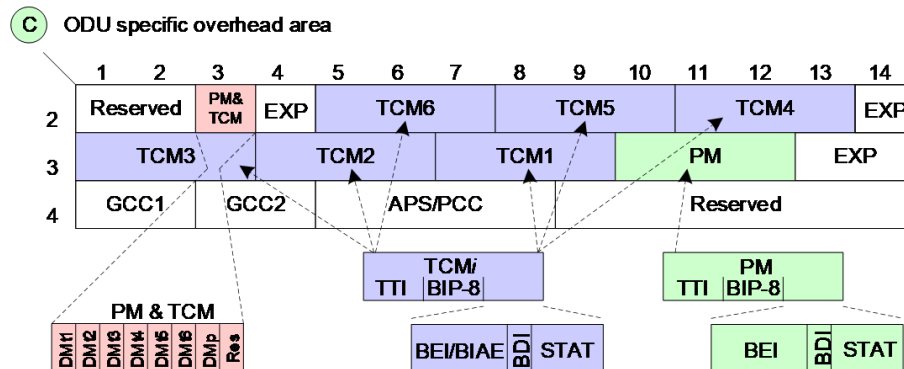 C ODU specific overhead area
1 2 3 4 5 6 7 8 9 10 11 12 13 14
2 Reserved PM& TCM EXP TCM6 TCM5 TCM4 EXP
3 TCM3 TCM2 TCM1 PM EXP
4 GCC1 GCC2 APS/PCC Reserved
TCMi PM
TTI BIP-8 TTI BIP-8
PM & TCM
DMt1 DMt2 DMt3 DMt4 DMt5 DMt6 DMp Res
BEI/BIAE BDI STAT BEI BDI STAT